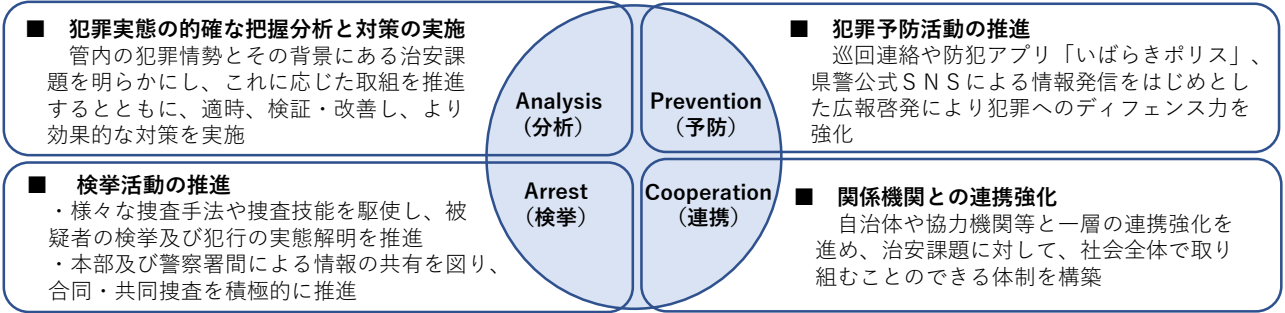 ■ 犯罪実態の的確な把握分析と対策の実施
管内の犯罪情勢とその背景にある治安課
題を明らかにし、これに応じた取組を推進
するとともに、適時、検証・改善し、より
効果的な対策を実施
Analysis
（分析）
Prevention
（予防）
■ 犯罪予防活動の推進
巡回連絡や防犯アプリ「いばらきポリス」、
県警公式ＳＮＳによる情報発信をはじめとし
た広報啓発により犯罪へのディフェンス力を
強化
■ 検挙活動の推進
・様々な捜査手法や捜査技能を駆使し、被
疑者の検挙及び犯行の実態解明を推進
・本部及び警察署間による情報の共有を図り、
合同・共同捜査を積極的に推進
Arrest
（検挙）
Cooperation
（連携）
■ 関係機関との連携強化
自治体や協力機関等と一層の連携強化を
進め、治安課題に対して、社会全体で取り
組むことのできる体制を構築